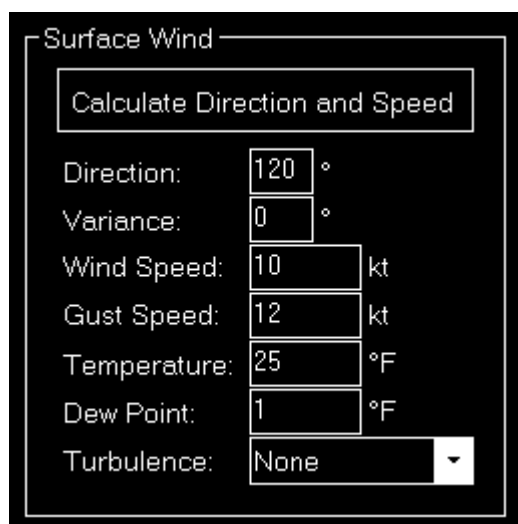 Surface Wind
Calculate Direction and Speed
Direction: 120 °
Variance: 0 °
Wind Speed: 10 kt
Gust Speed: 12 kt
Temperature: 25 °F
Dew Point: 1 °F
Turbulence: None